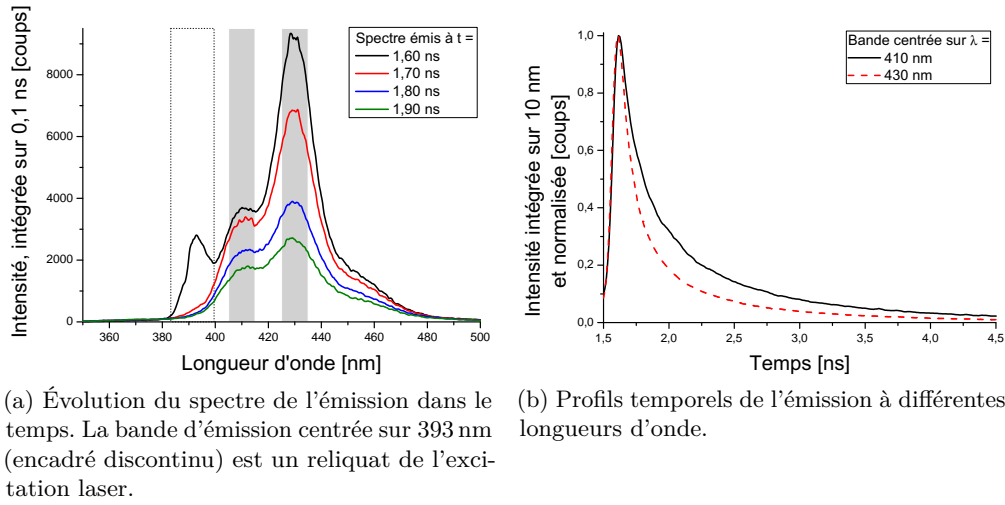 Intensité, intégrée sur 0,1 ns [coups]
8000
6000
4000
2000
0
360
380
400
420
440
460
480
500
Longueur d'onde [nm]
Spectre émis à t =
1,60 ns
1,70 ns
1,80 ns
1,90 ns
Intensité intégrée sur 10 nm
et normalisée [coups]
1,0
0,8
0,6
0,4
0,2
0,0
1,5
2,0
2,5
3,0
3,5
4,0
4,5
Temps [ns]
Bande centrée sur λ =
410 nm
430 nm
(a) Évolution du spectre de l'émission dans le
temps. La bande d'émission centrée sur 393 nm
(encadré discontinu) est un reliquat de l'exci-
tation laser.
(b) Profils temporels de l'émission à différentes
longueurs d'onde.